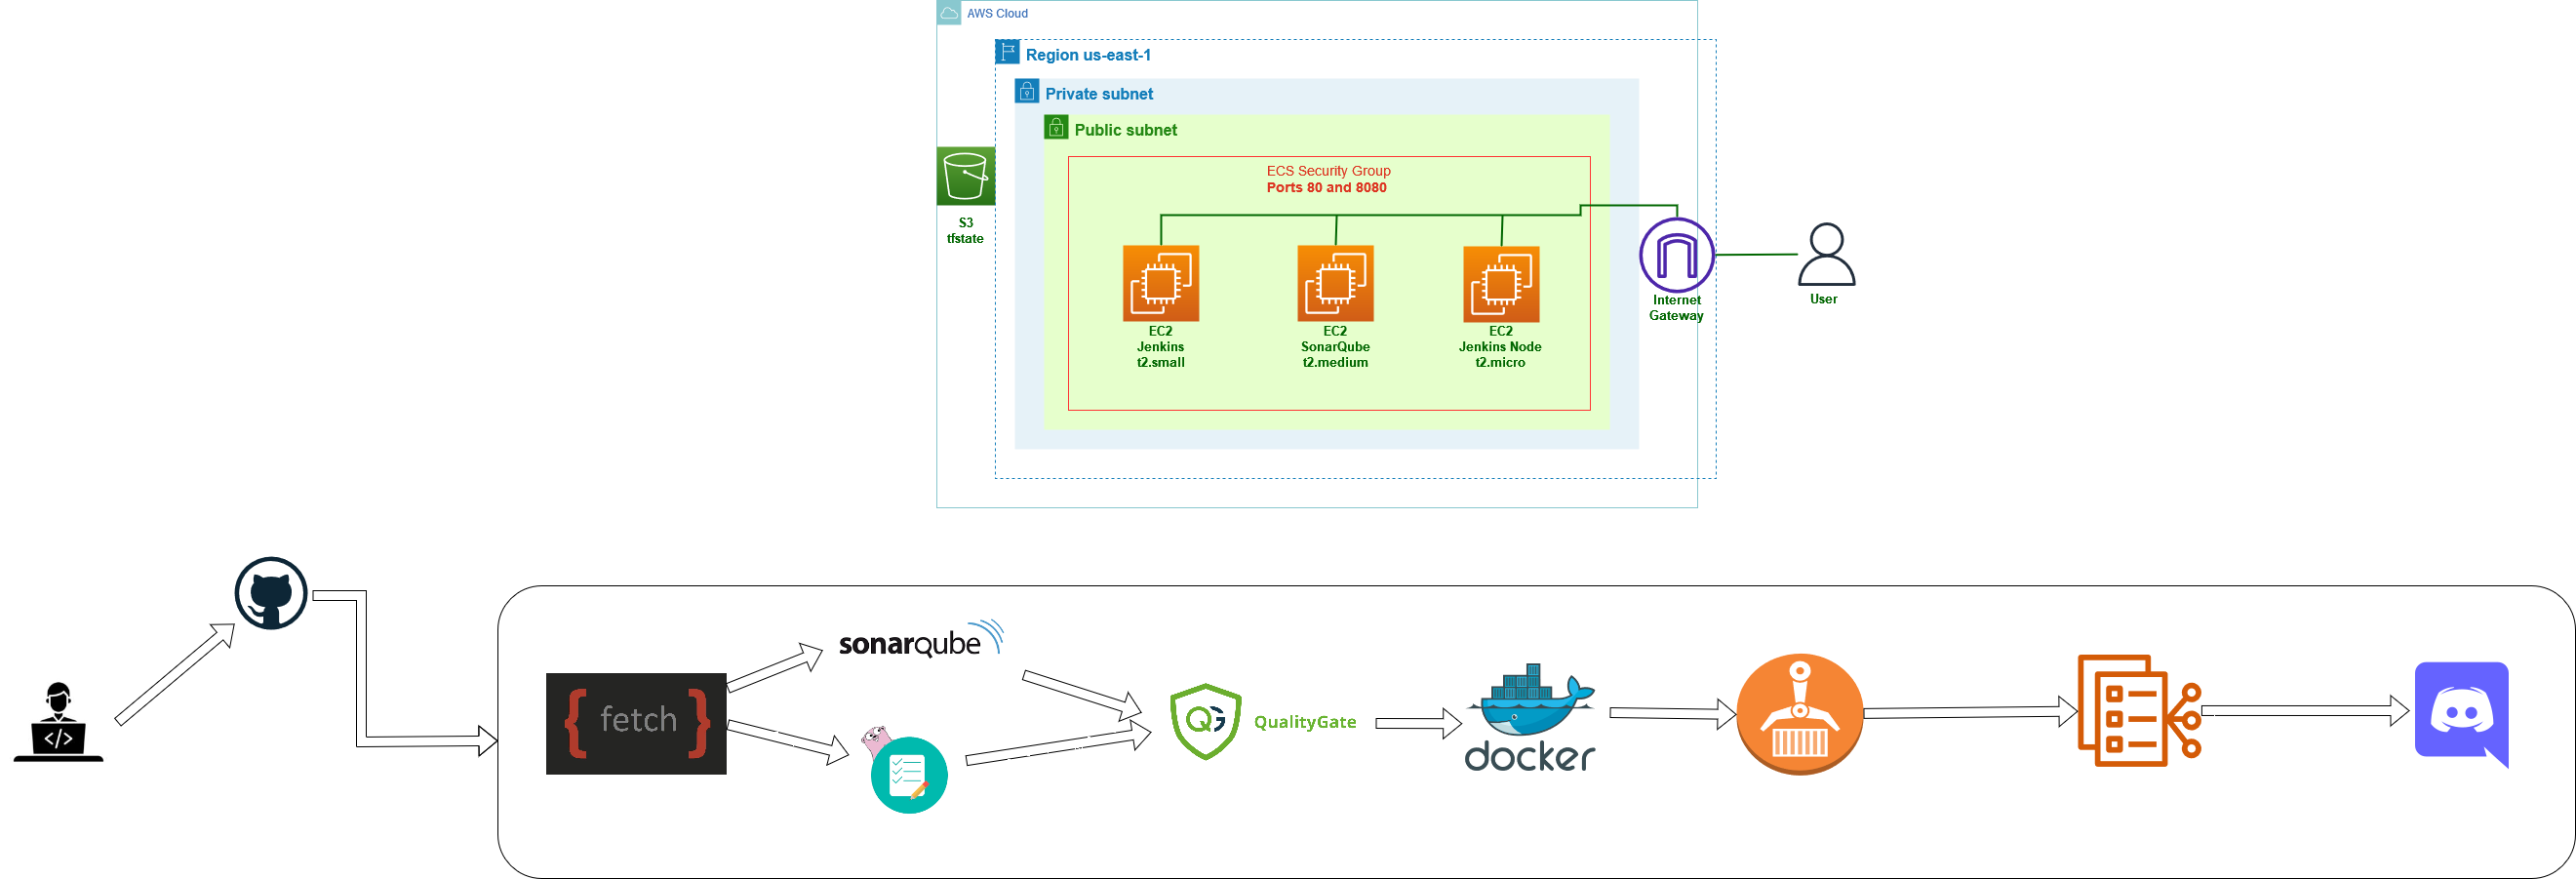 AWS Cloud
Region us-east-1
Private subnet
Public subnet
ECS Security Group
Ports 80 and 8080
S3
tfstate
EC2
Jenkins
t2.small
EC2
SonarQube
t2.medium
EC2
Jenkins Node
t2.micro
Internet
Gateway
User
</>
{ fetch }
sonarqube
QG
QualityGate
docker